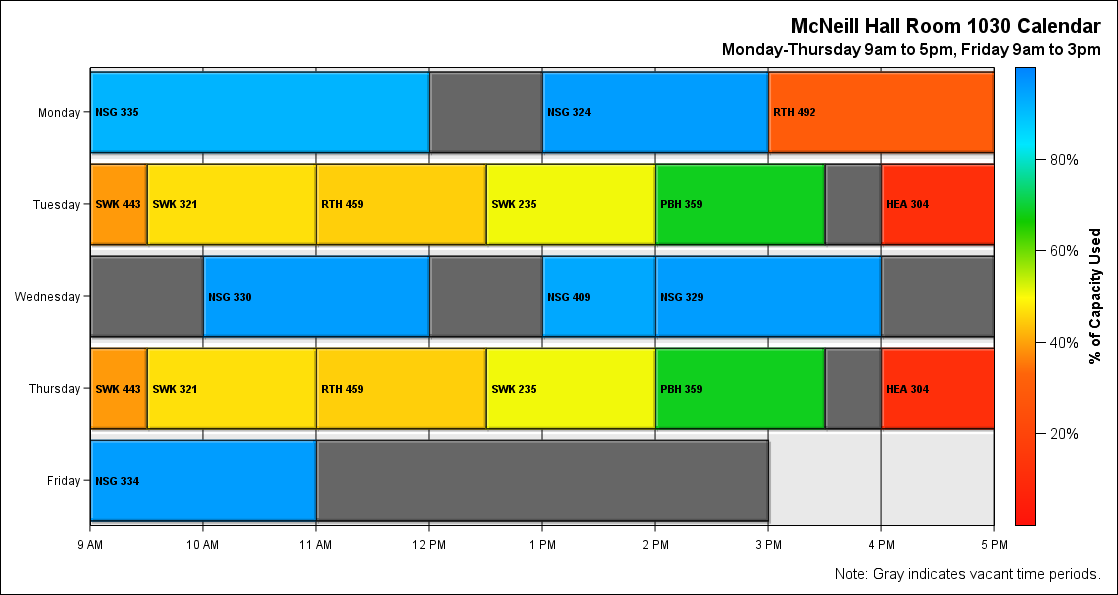 McNeill Hall Room 1030 Calendar
Monday-Thursday 9am to 5pm, Friday 9am to 3pm
Monday
NSG 335
NSG 324
RTH 492
Tuesday
SWK 443
SWK 321
RTH 459
SWK 235
PBH 359
HEA 304
Wednesday
NSG 330
NSG 409
NSG 329
Thursday
SWK 443
SWK 321
RTH 459
SWK 235
PBH 359
HEA 304
Friday
NSG 334
9 AM
10 AM
11 AM
12 PM
1 PM
2 PM
3 PM
4 PM
5 PM
80%
60%
40%
20%
% of Capacity Used
Note: Gray indicates vacant time periods.